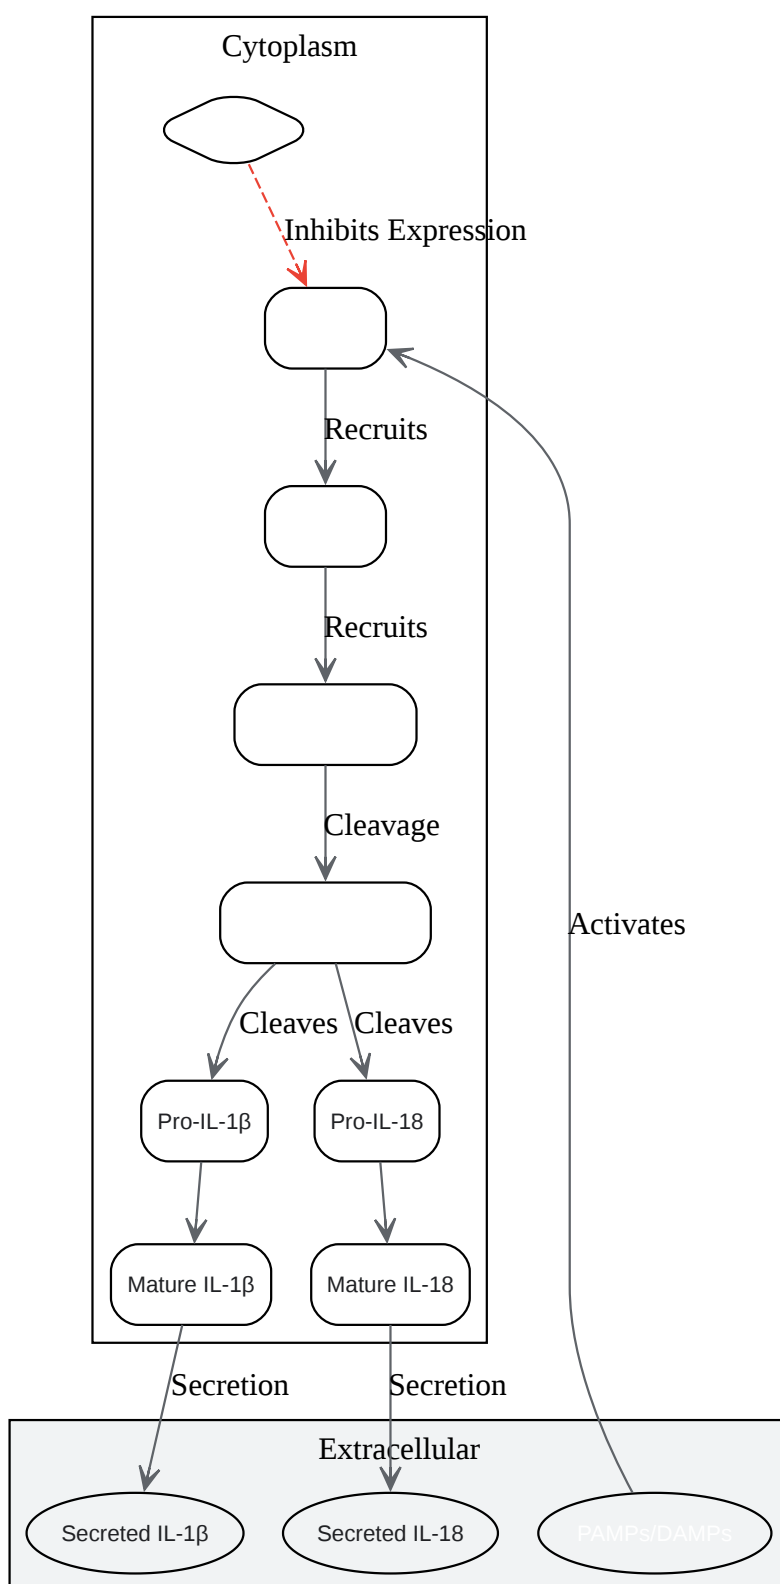 Cytoplasm
Inhibits Expression
Recruits
Recruits
Cleavage
Activates
Cleaves Cleaves
Pro-IL-1β Pro-IL-18
Mature IL-1β Mature IL-18
Secretion Secretion
Extracellular
Secreted IL-1β Secreted IL-18 PAMPs/DAMPs